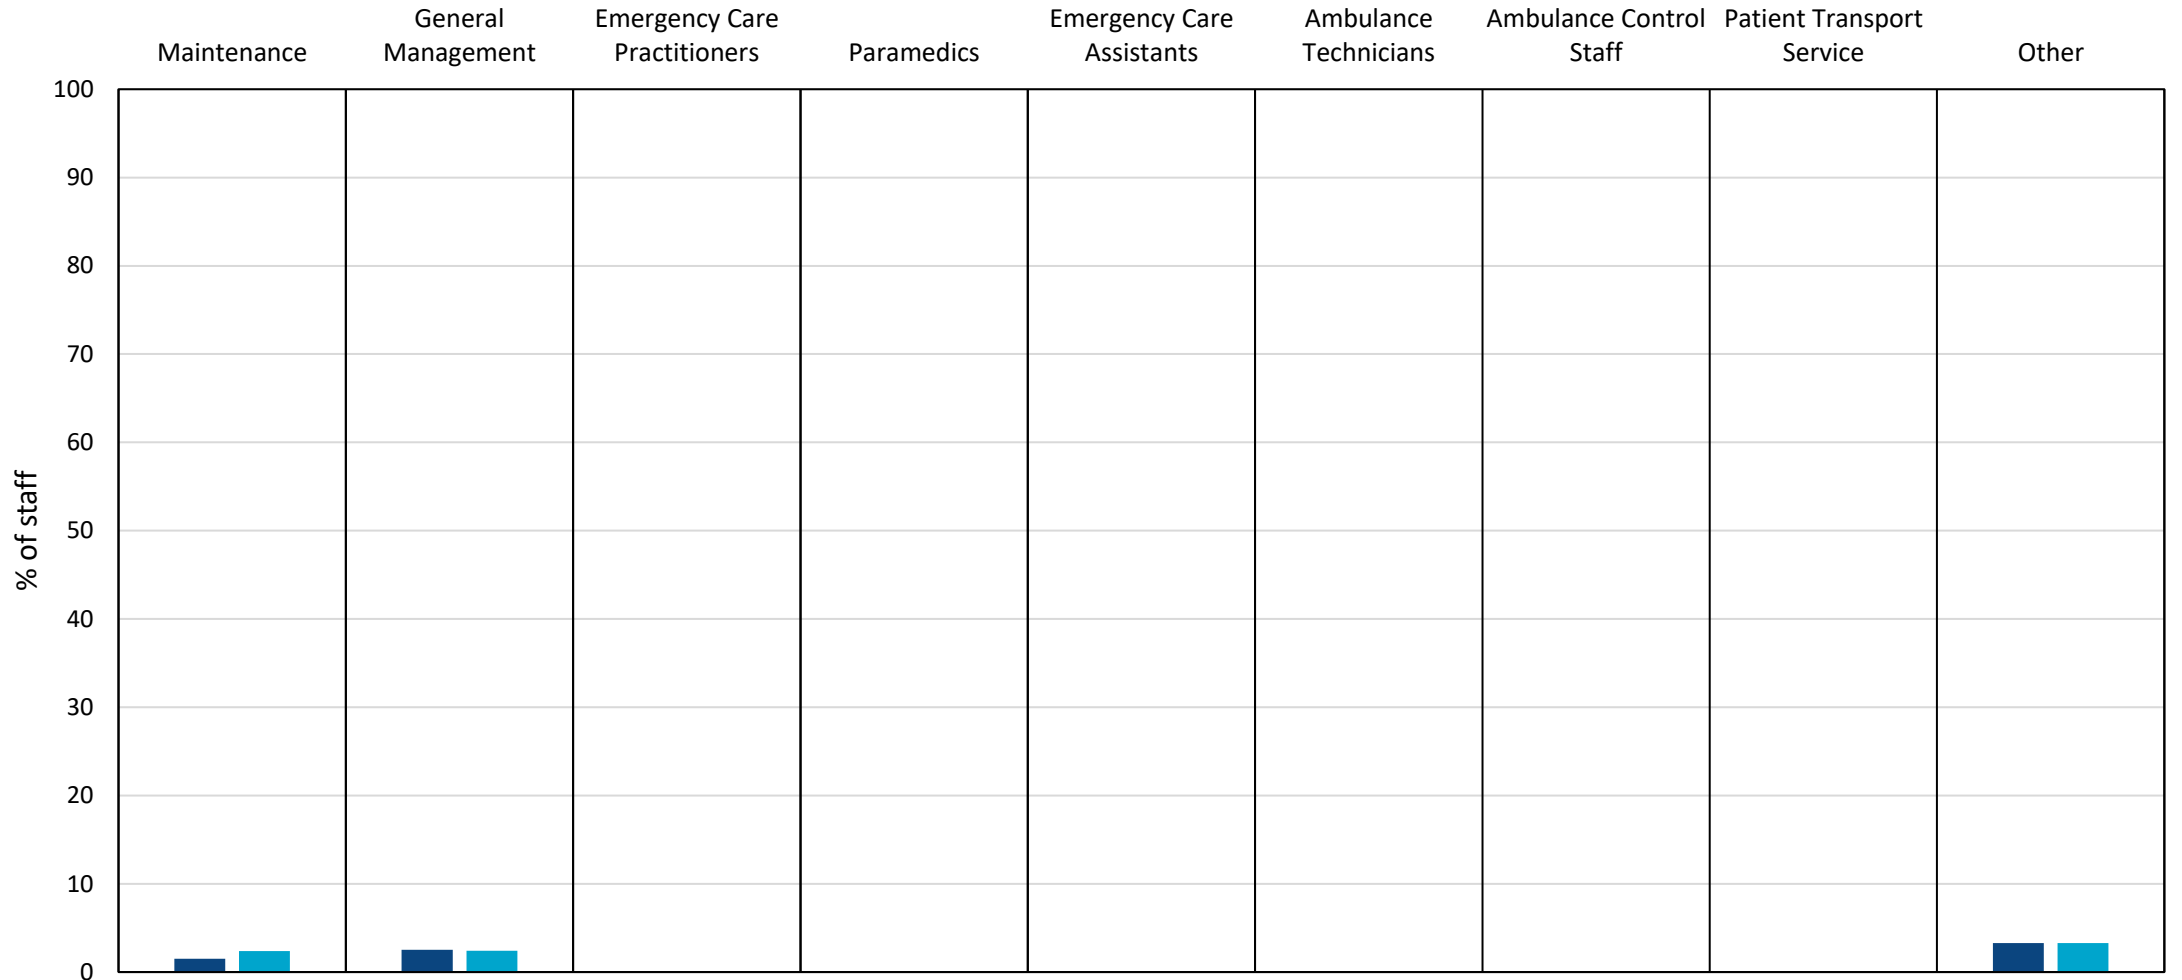 Maintenance
General
Management
Emergency Care
Practitioners
Paramedics
Emergency Care
Assistants
Ambulance
Technicians
Ambulance Control
Staff
Patient Transport
Service
Other
100
90
80
70
60
50
40
30
20
10
0
% of staff